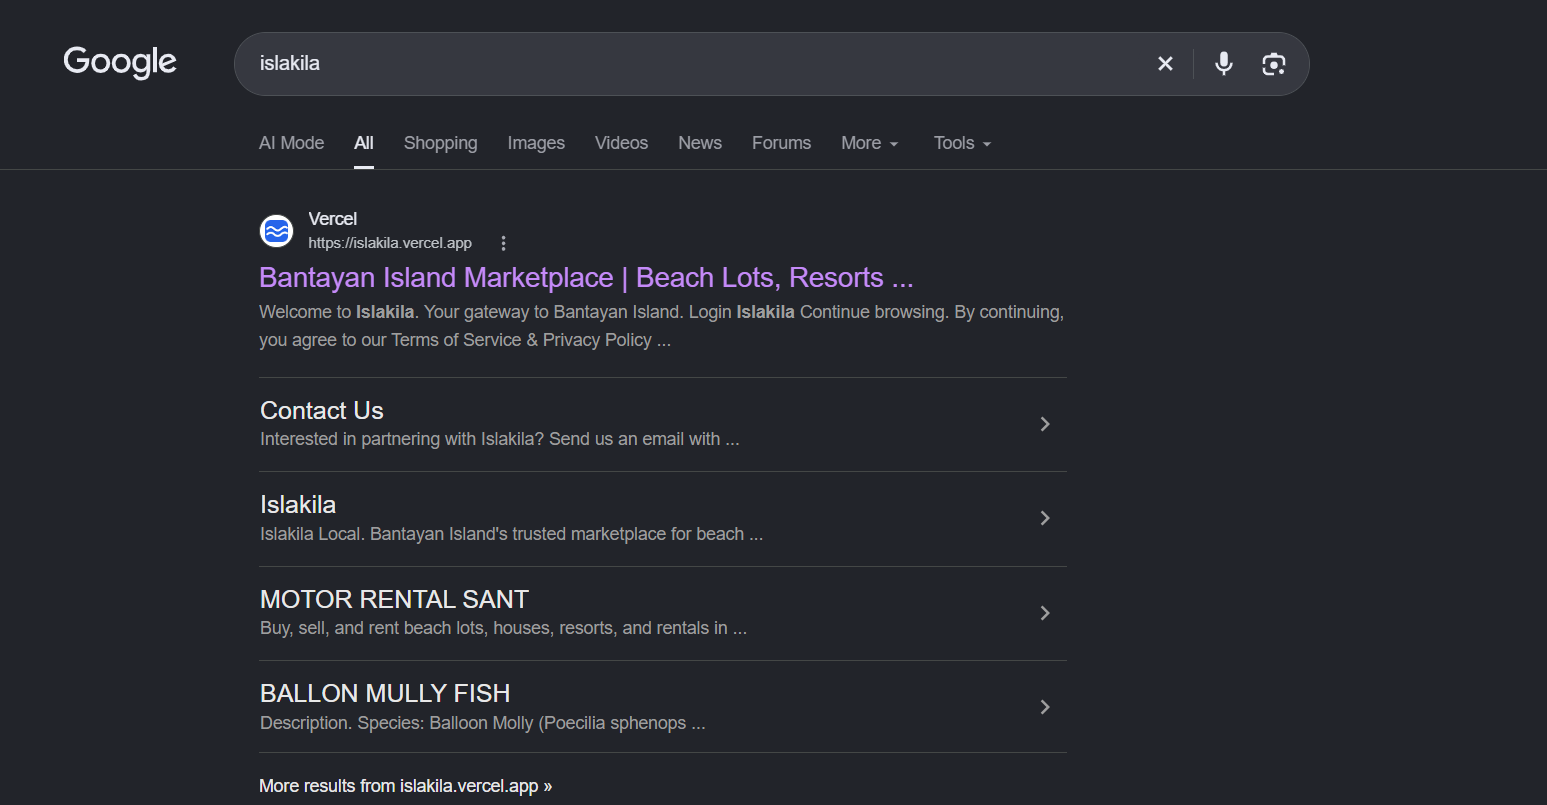 Google
islakila
AI Mode All Shopping Images Videos News Forums More Tools
Vercel
https://islakila.vercel.app
Bantayan Island Marketplace | Beach Lots, Resorts ...
Welcome to Islakila. Your gateway to Bantayan Island. Login Islakila Continue browsing. By continuing,
you agree to our Terms of Service & Privacy Policy ...
Contact Us
Interested in partnering with Islakila? Send us an email with ...
Islakila
Islakila Local. Bantayan Island's trusted marketplace for beach ...
MOTOR RENTAL SANT
Buy, sell, and rent beach lots, houses, resorts, and rentals in ...
BALLON MULLY FISH
Description. Species: Balloon Molly (Poecilia sphenops ...
More results from islakila.vercel.app »